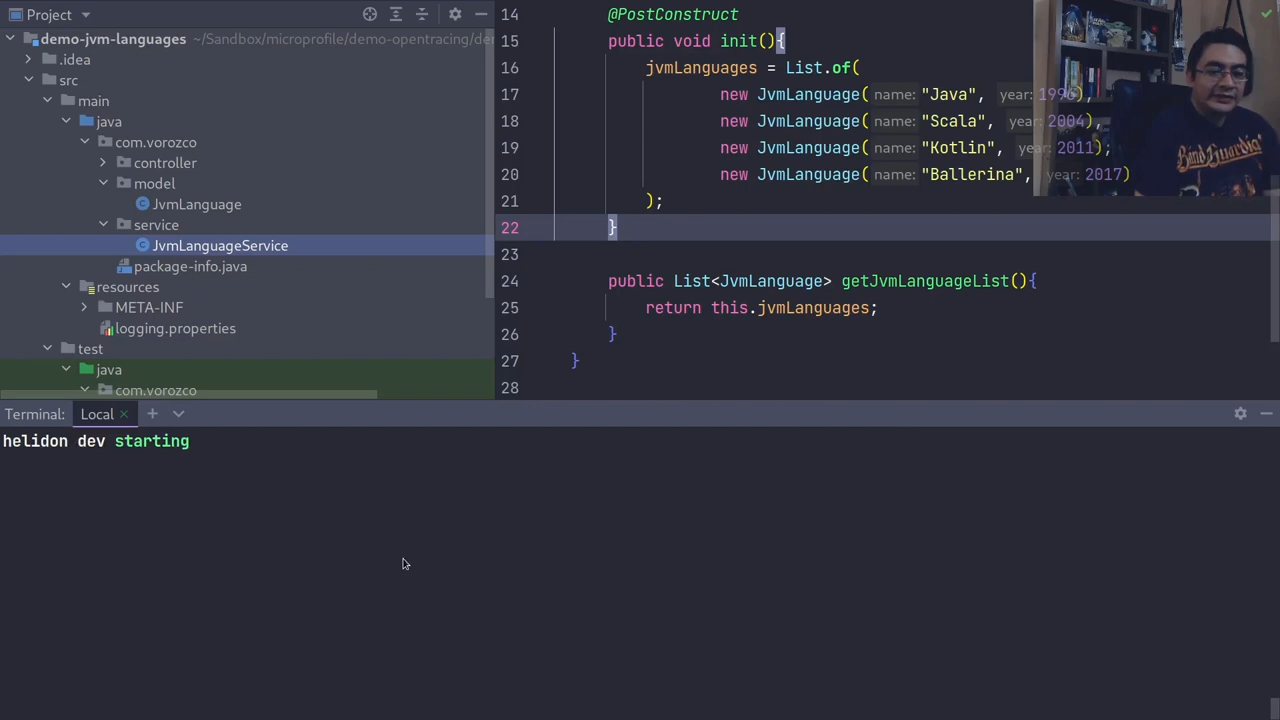 Project
demo-jvm-languages ~/Sandbox/microprofile/demo-opentracing/de
.idea
src
main
java
com.vorozco
controller
model
JvmLanguage
service
JvmLanguageService
package-info.java
resources
META-INF
logging.properties
test
java
com.vorozco
14 @PostConstruct
15 public void init(){
16 jvmLanguages = List.of(
17 new JvmLanguage( name: "Java", year: 1996),
18 new JvmLanguage( name: "Scala", year: 2004),
19 new JvmLanguage( name: "Kotlin", year: 2011);
20 new JvmLanguage( name: "Ballerina", year: 2017)
21 );
22 }
23
24 public List<JvmLanguage> getJvmLanguageList(){
25 return this.jvmLanguages;
26 }
27 }
28
Terminal: Local
helidon dev starting